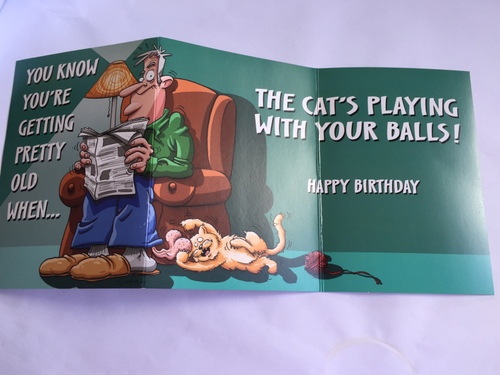 YOU KNOW
YOU'RE
GETTING
PRETTY
OLD
WHEN...
THE CAT'S PLAYING
WITH YOUR BALLS!
HAPPY BIRTHDAY